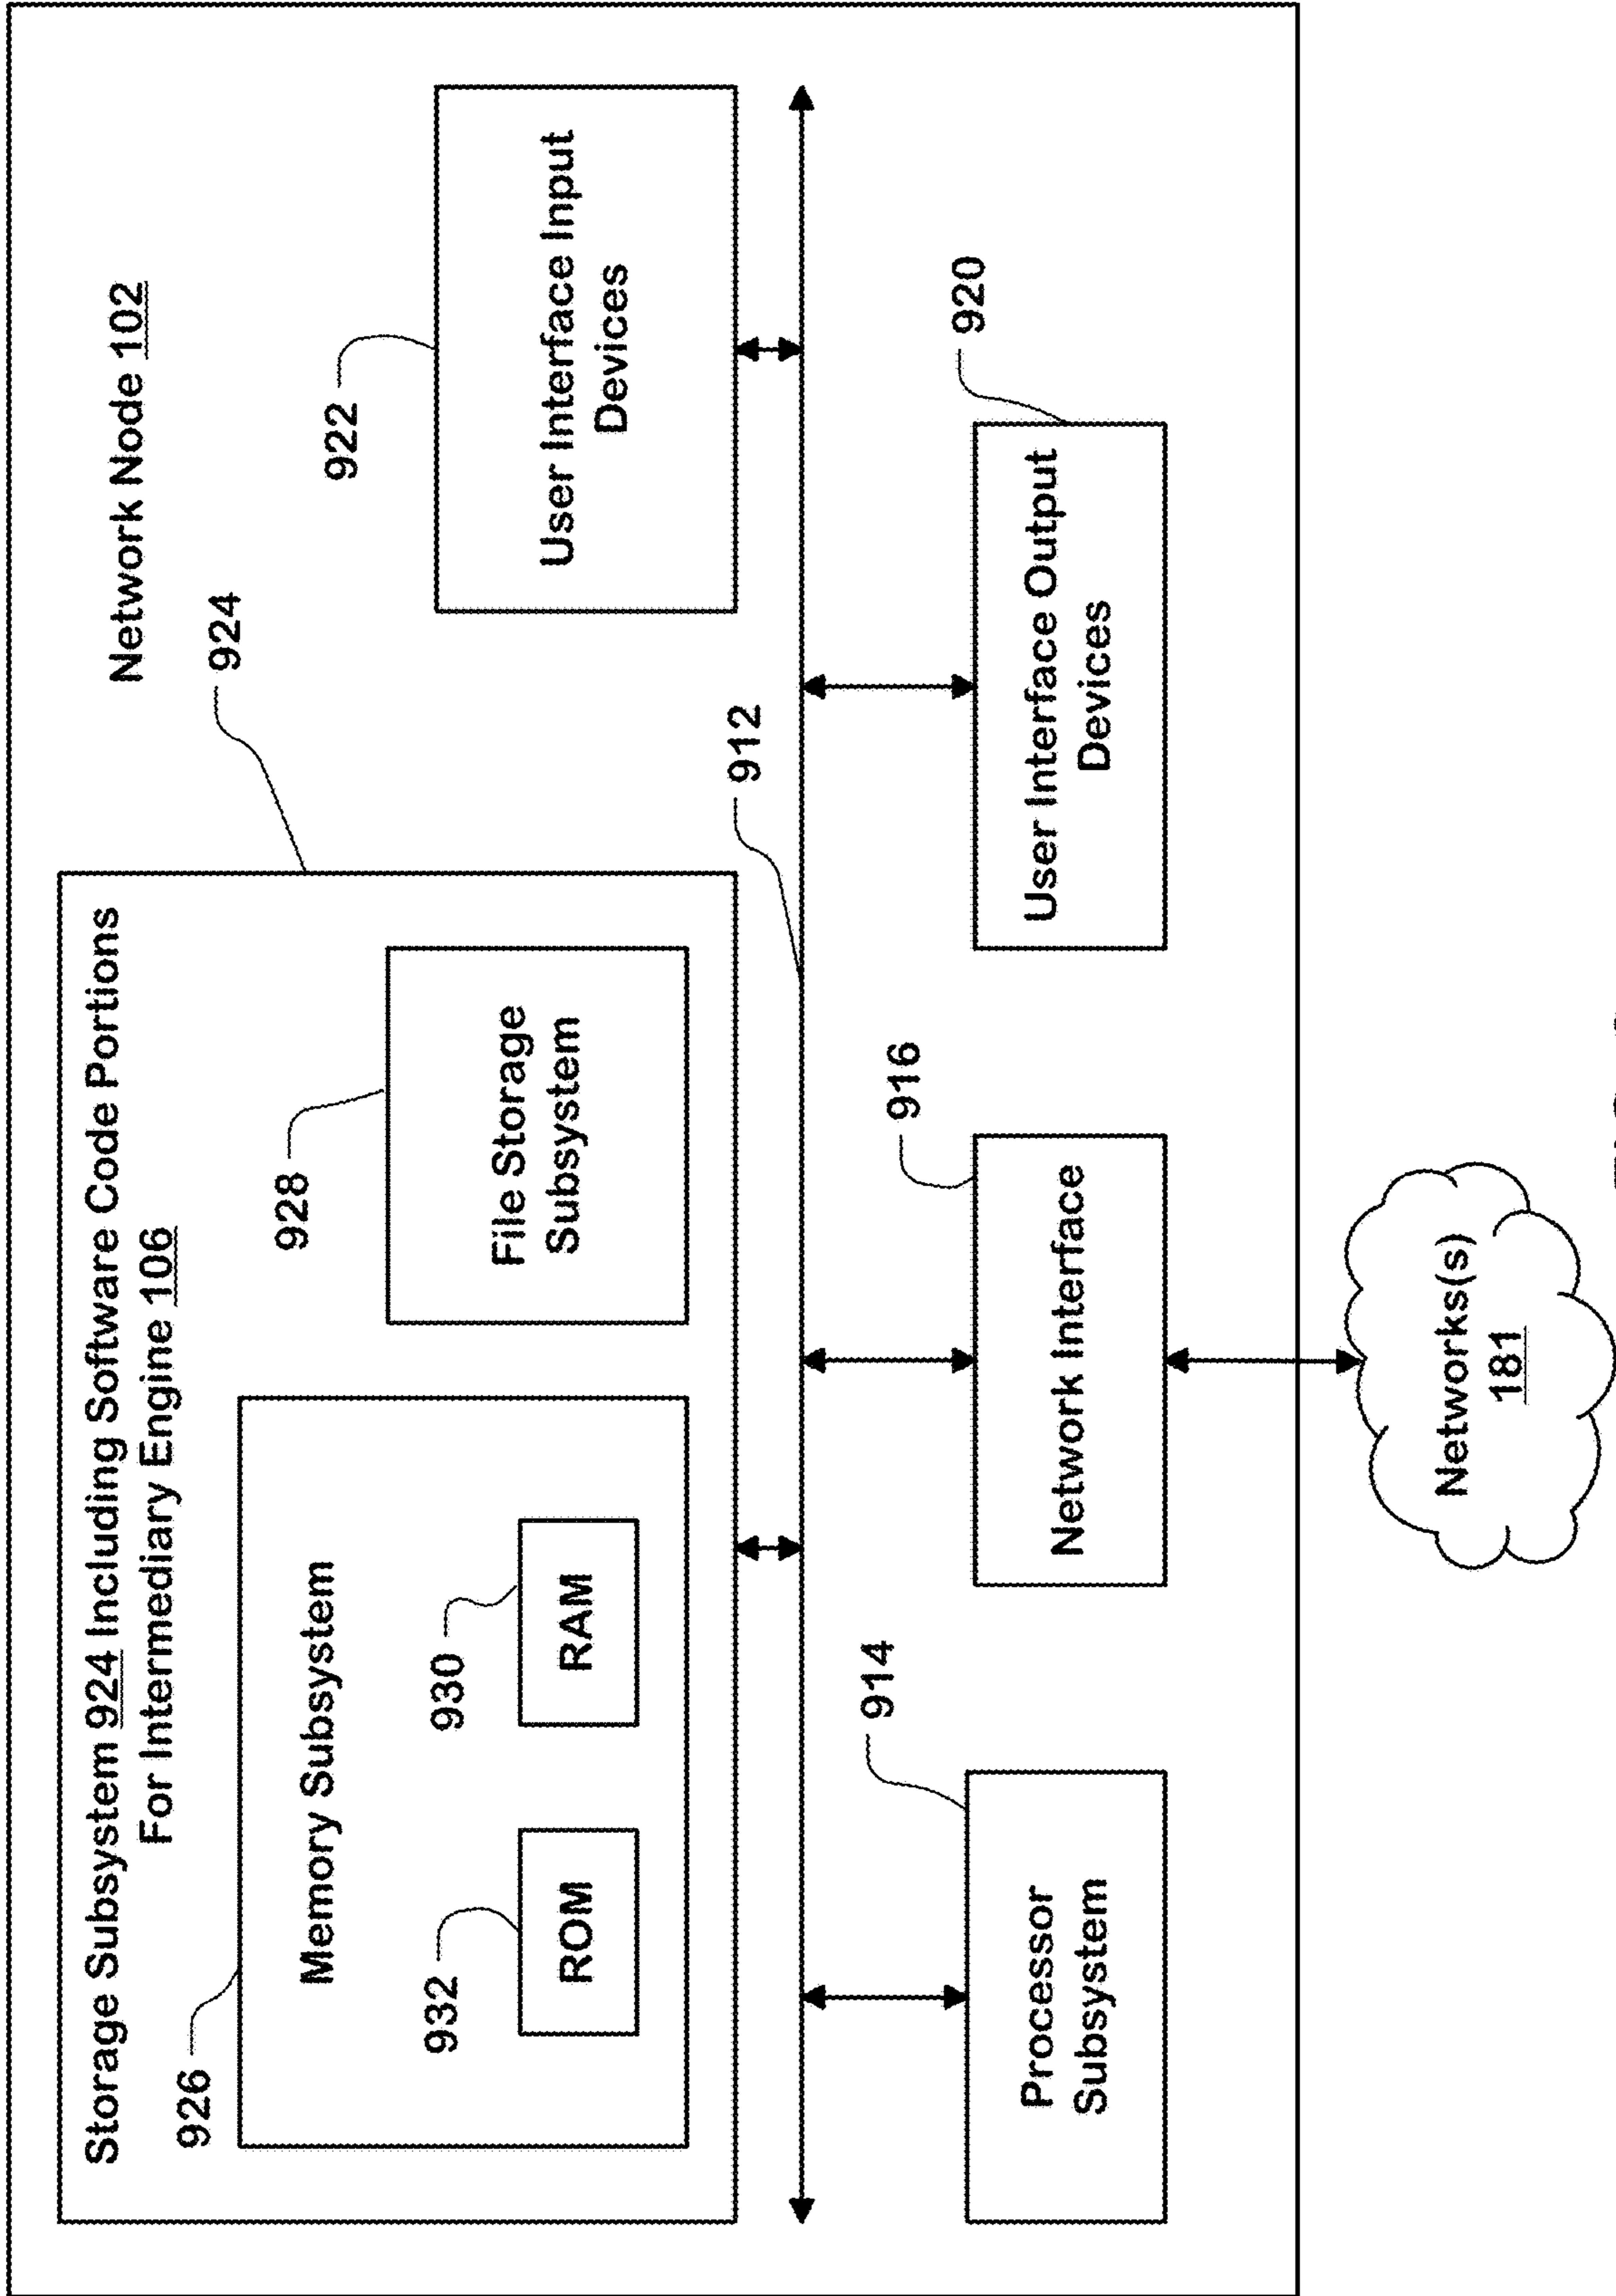 Storage Subsystem 924 Including Software Code Portions
For Intermediary Engine 106
Network Node 102
924
926
Memory Subsystem
928
922
932
930
ROM
RAM
File Storage
Subsystem
User Interface Input
Devices
912
914
916
920
Processor
Subsystem
Network Interface
User Interface Output
Devices
Networks(s)
181